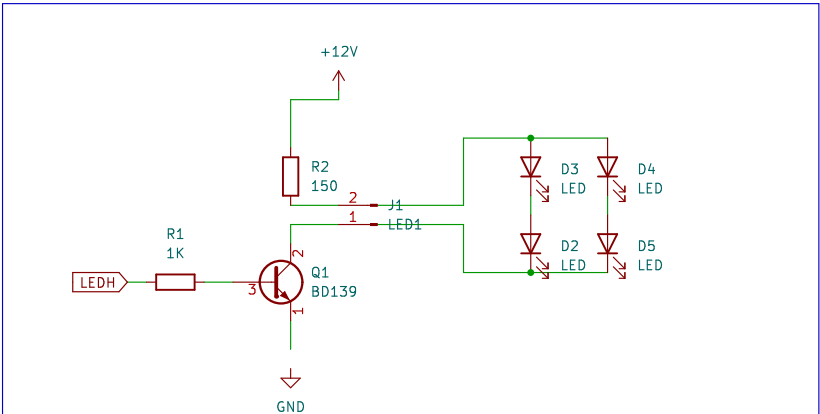 +12V
R2
150
2
J1
1
LED1
D3
LED
D4
LED
R1
1K
D2
LED
D5
LED
LEDH
3
2
Q1
BD139
1
GND